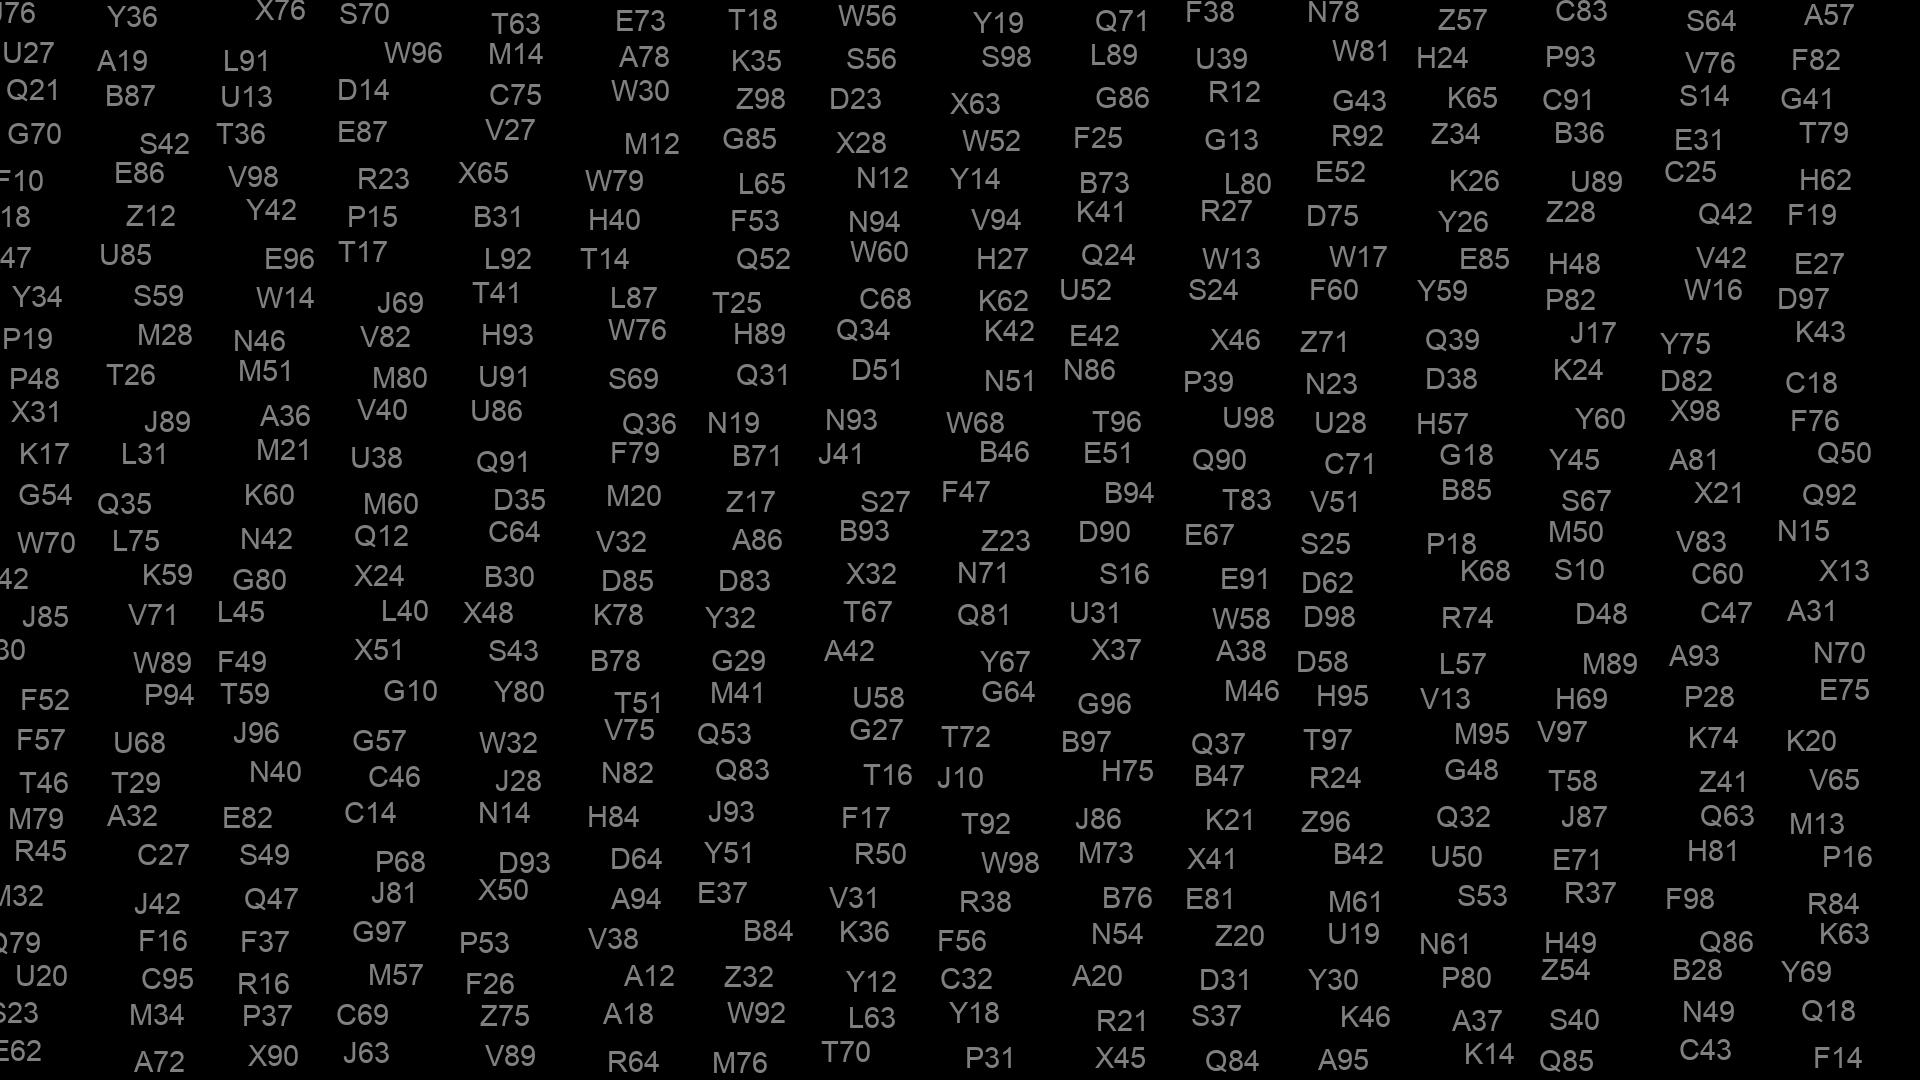 J76 Y36 X76 S70 T63 E73 T18 W56 Y19 Q71 F38 N78 Z57 C83 S64 A57
U27 A19 L91 W96 M14 A78 K35 S56 S98 L89 U39 W81 H24 P93 V76 F82
Q21 B87 U13 D14 C75 W30 Z98 D23 X63 G86 R12 G43 K65 C91 S14 G41
G70 S42 T36 E87 V27 M12 G85 X28 W52 F25 G13 R92 Z34 B36 E31 T79
F10 E86 V98 R23 X65 W79 L65 N12 Y14 B73 L80 E52 K26 U89 C25 H62
18 Z12 Y42 P15 B31 H40 F53 N94 V94 K41 R27 D75 Y26 Z28 Q42 F19
47 U85 E96 T17 L92 T14 Q52 W60 H27 Q24 W13 W17 E85 H48 V42 E27
Y34 S59 W14 J69 T41 L87 T25 C68 K62 U52 S24 F60 Y59 P82 W16 D97
P19 M28 N46 V82 H93 W76 H89 Q34 K42 E42 X46 Z71 Q39 J17 Y75 K43
P48 T26 M51 M80 U91 S69 Q31 D51 N51 N86 P39 N23 D38 K24 D82 C18
X31 J89 A36 V40 U86 Q36 N19 N93 W68 T96 U98 U28 H57 Y60 X98 F76
K17 L31 M21 U38 Q91 F79 B71 J41 B46 E51 Q90 C71 G18 Y45 A81 Q50
G54 Q35 K60 M60 D35 M20 Z17 S27 F47 B94 T83 V51 B85 S67 X21 Q92
W70 L75 N42 Q12 C64 V32 A86 B93 Z23 D90 E67 S25 P18 M50 V83 N15
42 K59 G80 X24 B30 D85 D83 X32 N71 S16 E91 D62 K68 S10 C60 X13
J85 V71 L45 L40 X48 K78 Y32 T67 Q81 U31 W58 D98 R74 D48 C47 A31
30 W89 F49 X51 S43 B78 G29 A42 Y67 X37 A38 D58 L57 M89 A93 N70
F52 P94 T59 G10 Y80 T51 M41 U58 G64 G96 M46 H95 V13 H69 P28 E75
F57 U68 J96 G57 W32 V75 Q53 G27 T72 B97 Q37 T97 M95 V97 K74 K20
T46 T29 N40 C46 J28 N82 Q83 T16 J10 H75 B47 R24 G48 T58 Z41 V65
M79 A32 E82 C14 N14 H84 J93 F17 T92 J86 K21 Z96 Q32 J87 Q63 M13
R45 C27 S49 P68 D93 D64 Y51 R50 W98 M73 X41 B42 U50 E71 H81 P16
M32 J42 Q47 J81 X50 A94 E37 V31 R38 B76 E81 M61 S53 R37 F98 R84
Q79 F16 F37 G97 P53 V38 B84 K36 F56 N54 Z20 U19 N61 H49 Q86 K63
U20 C95 R16 M57 F26 A12 Z32 Y12 C32 A20 D31 Y30 P80 Z54 B28 Y69
S23 M34 P37 C69 Z75 A18 W92 L63 Y18 R21 S37 K46 A37 S40 N49 Q18
E62 A72 X90 J63 V89 R64 M76 T70 P31 X45 Q84 A95 K14 Q85 C43 F14